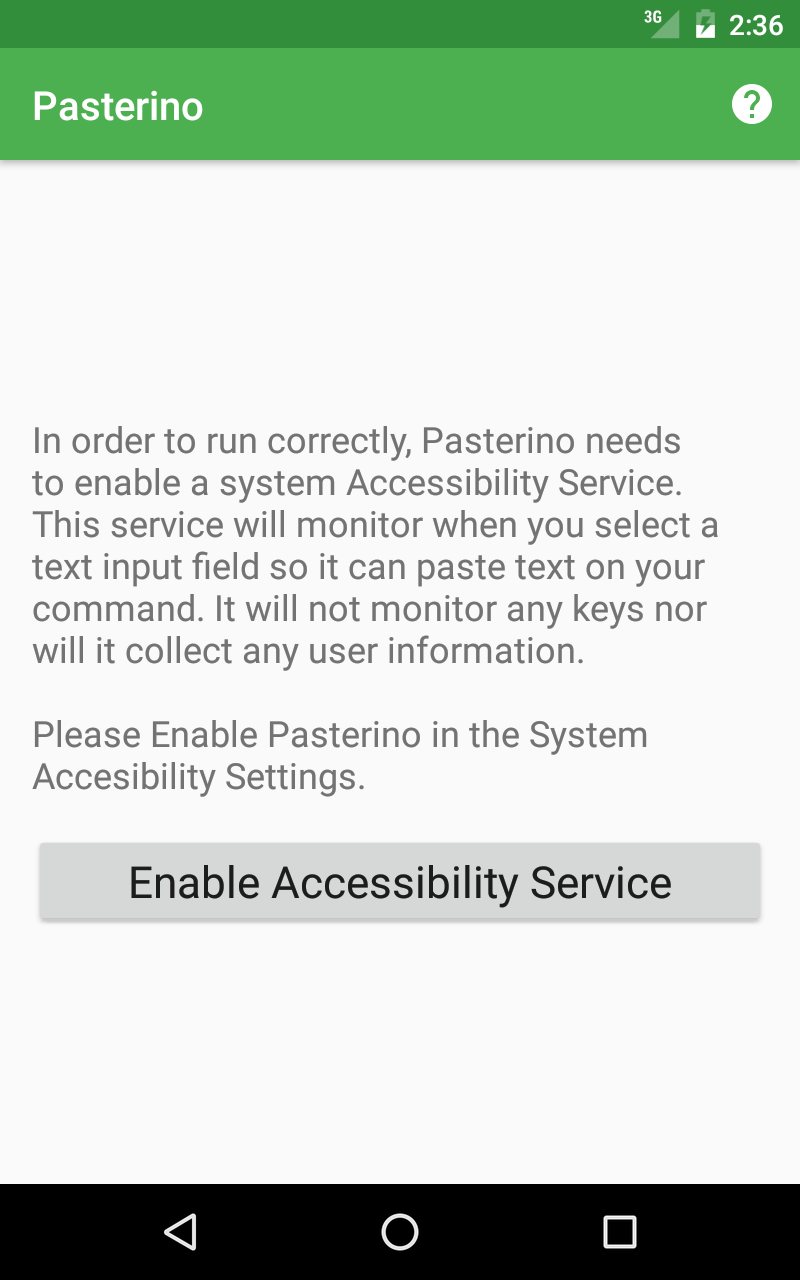 3G 2:36
Pasterino
In order to run correctly, Pasterino needs
to enable a system Accessibility Service.
This service will monitor when you select a
text input field so it can paste text on your
command. It will not monitor any keys nor
will it collect any user information.
Please Enable Pasterino in the System
Accesibility Settings.
Enable Accessibility Service